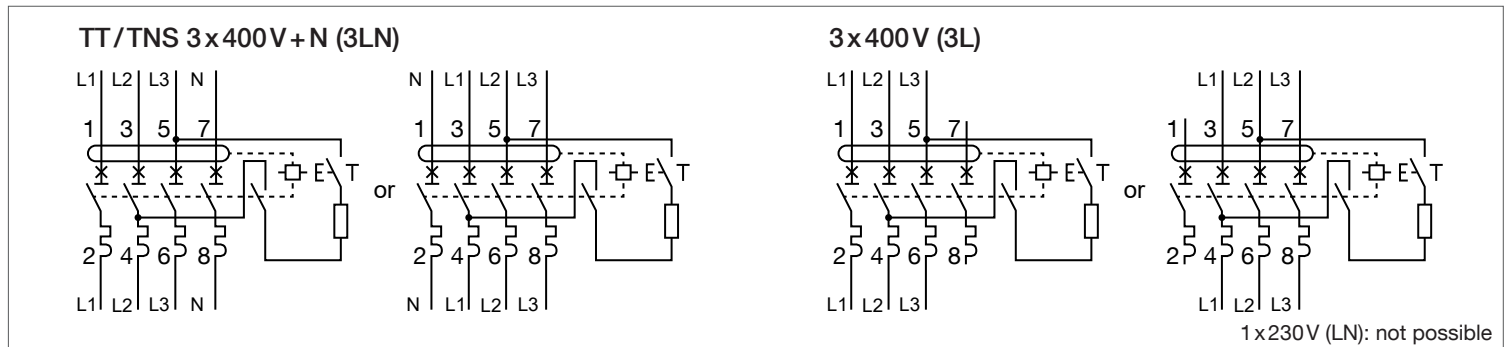 TT/TNS 3x400V+N (3LN)
3x400V (3L)
L1 L2 L3 N
N L1 L2 L3
L1 L2 L3
L1 L2 L3
1 3 5 7
1 3 5 7
1 3 5 7
1 3 5 7
E T
or
E T
E T
or
E T
2 4 6 8
2 4 6 8
2 4 6 8
2 4 6 8
L1 L2 L3 N
N L1 L2 L3
L1 L2 L3
L1 L2 L3
1x230V (LN): not possible